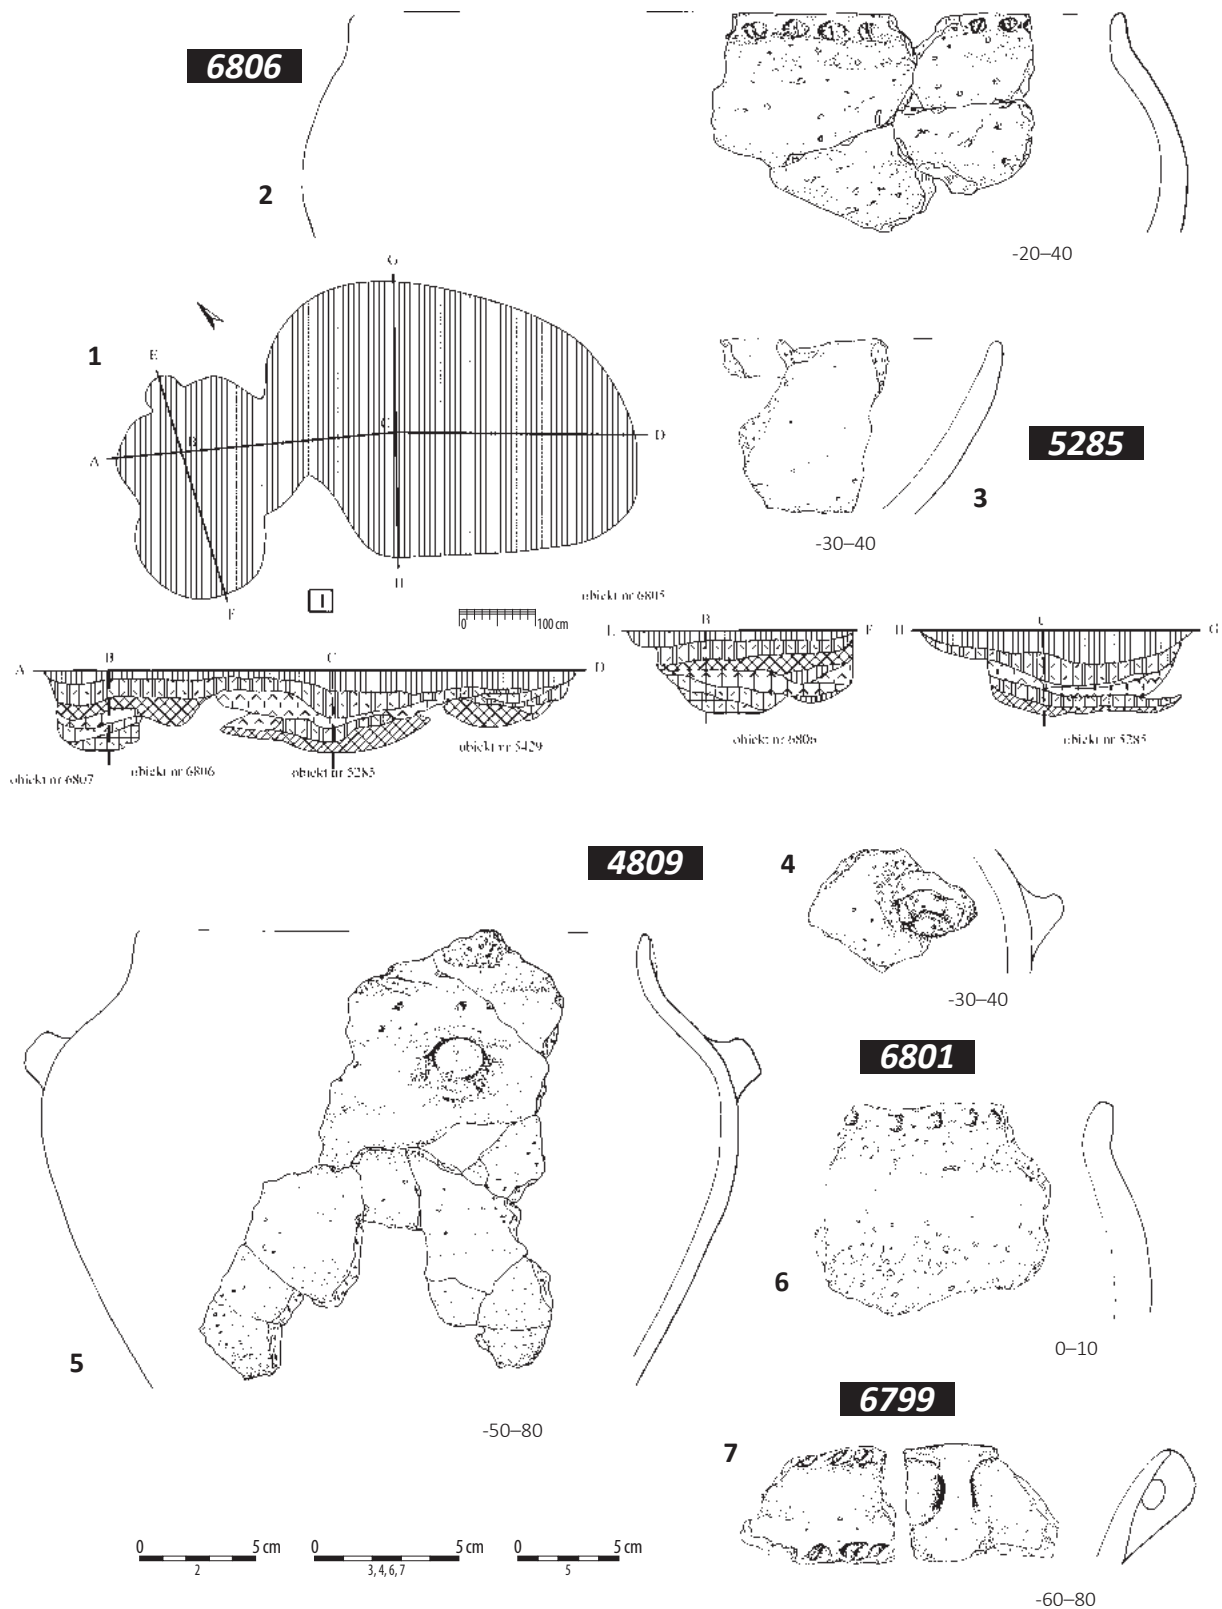 6806
2
-20–40
G
1
E
B
C
A
D
H
F
I
0 100 cm
obiekt nr 6805
3
5285
-30–40
A B C D
obiekt nr 6807
obiekt nr 6806
obiekt nr 5285
obiekt nr 5429
E B F
obiekt nr 6806
H C G
obiekt nr 5285
4809
4
-30–40
6801
6
0–10
5
-50–80
6799
7
-60–80
0 5 cm
2
0 5 cm
3, 4, 6, 7
0 5 cm
5